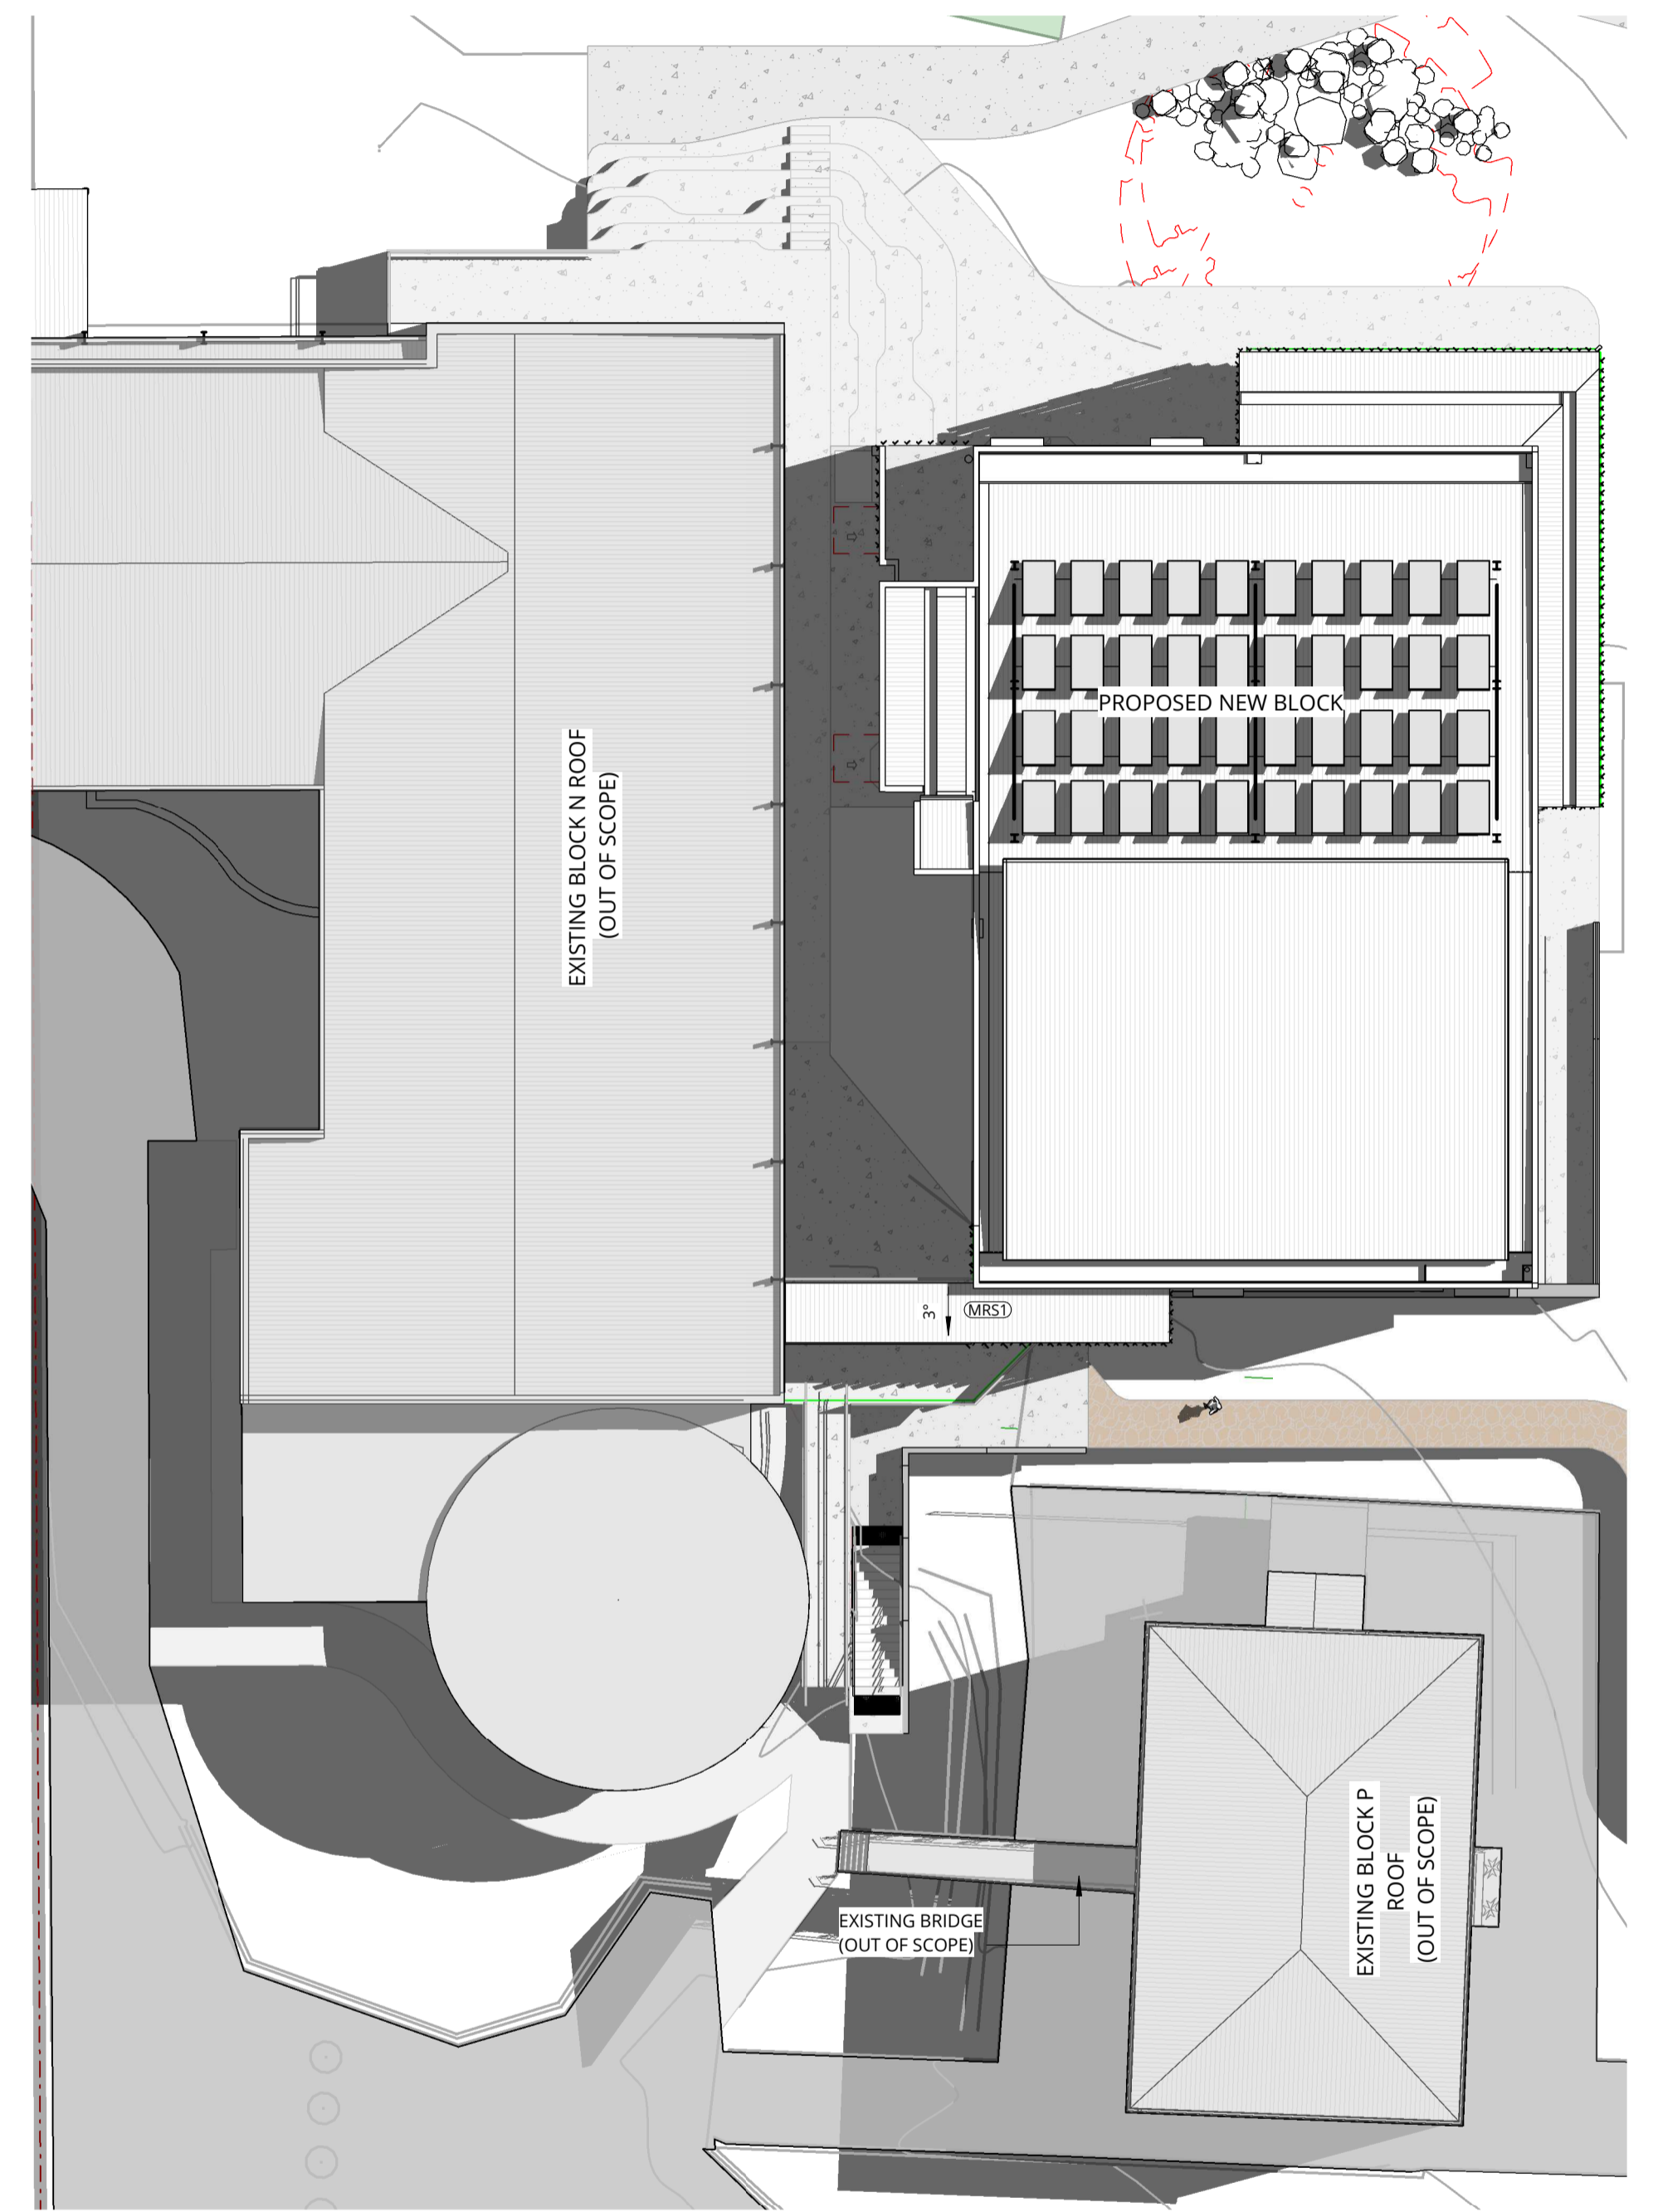 PROPOSED NEW BLOCK
EXISTING BLOCK N ROOF
(OUT OF SCOPE)
3°
MRS1
EXISTING BRIDGE
(OUT OF SCOPE)
EXISTING BLOCK P
ROOF
(OUT OF SCOPE)